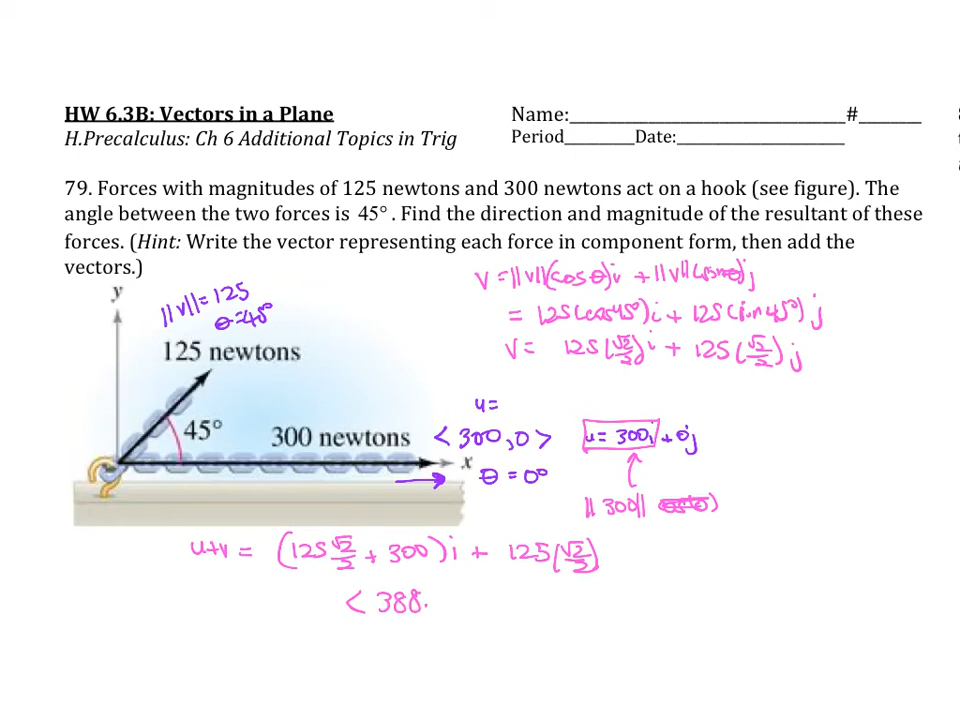 HW 6.3B: Vectors in a Plane
Name:____________________________#______
H.Precalculus: Ch 6 Additional Topics in Trig
Period_______Date:_________________
79. Forces with magnitudes of 125 newtons and 300 newtons act on a hook (see figure). The
angle between the two forces is 45°. Find the direction and magnitude of the resultant of these
forces. (Hint: Write the vector representing each force in component form, then add the
vectors.)
V = ||v||(cos θ)i + ||v||(sin θ)j
= 125(cos 45°)i + 125(sin 45°)j
V = 125(√2/2)i + 125(√2/2)j
y
||v|| = 125
θ = 45°
125 newtons
45°
300 newtons
x
u =
<300, 0>
θ = 0°
u = 300i + 0j
||300||
u+v = (125 √2/2 + 300)i + 125(√2/2)
< 388.